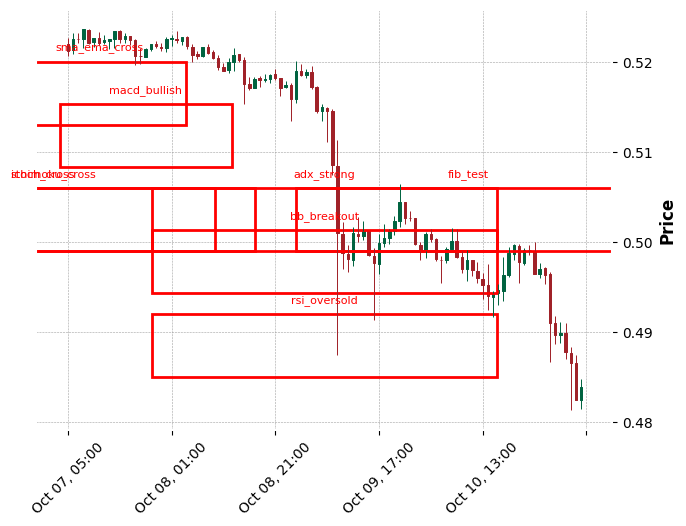 sma_ema_cross
0.52
macd_bullish
0.51
adx_strong
fib_test
bb_breakout
0.50
rsi_oversold
0.49
0.48
Price
Oct 07, 05:00
Oct 08, 01:00
Oct 08, 21:00
Oct 09, 17:00
Oct 10, 13:00